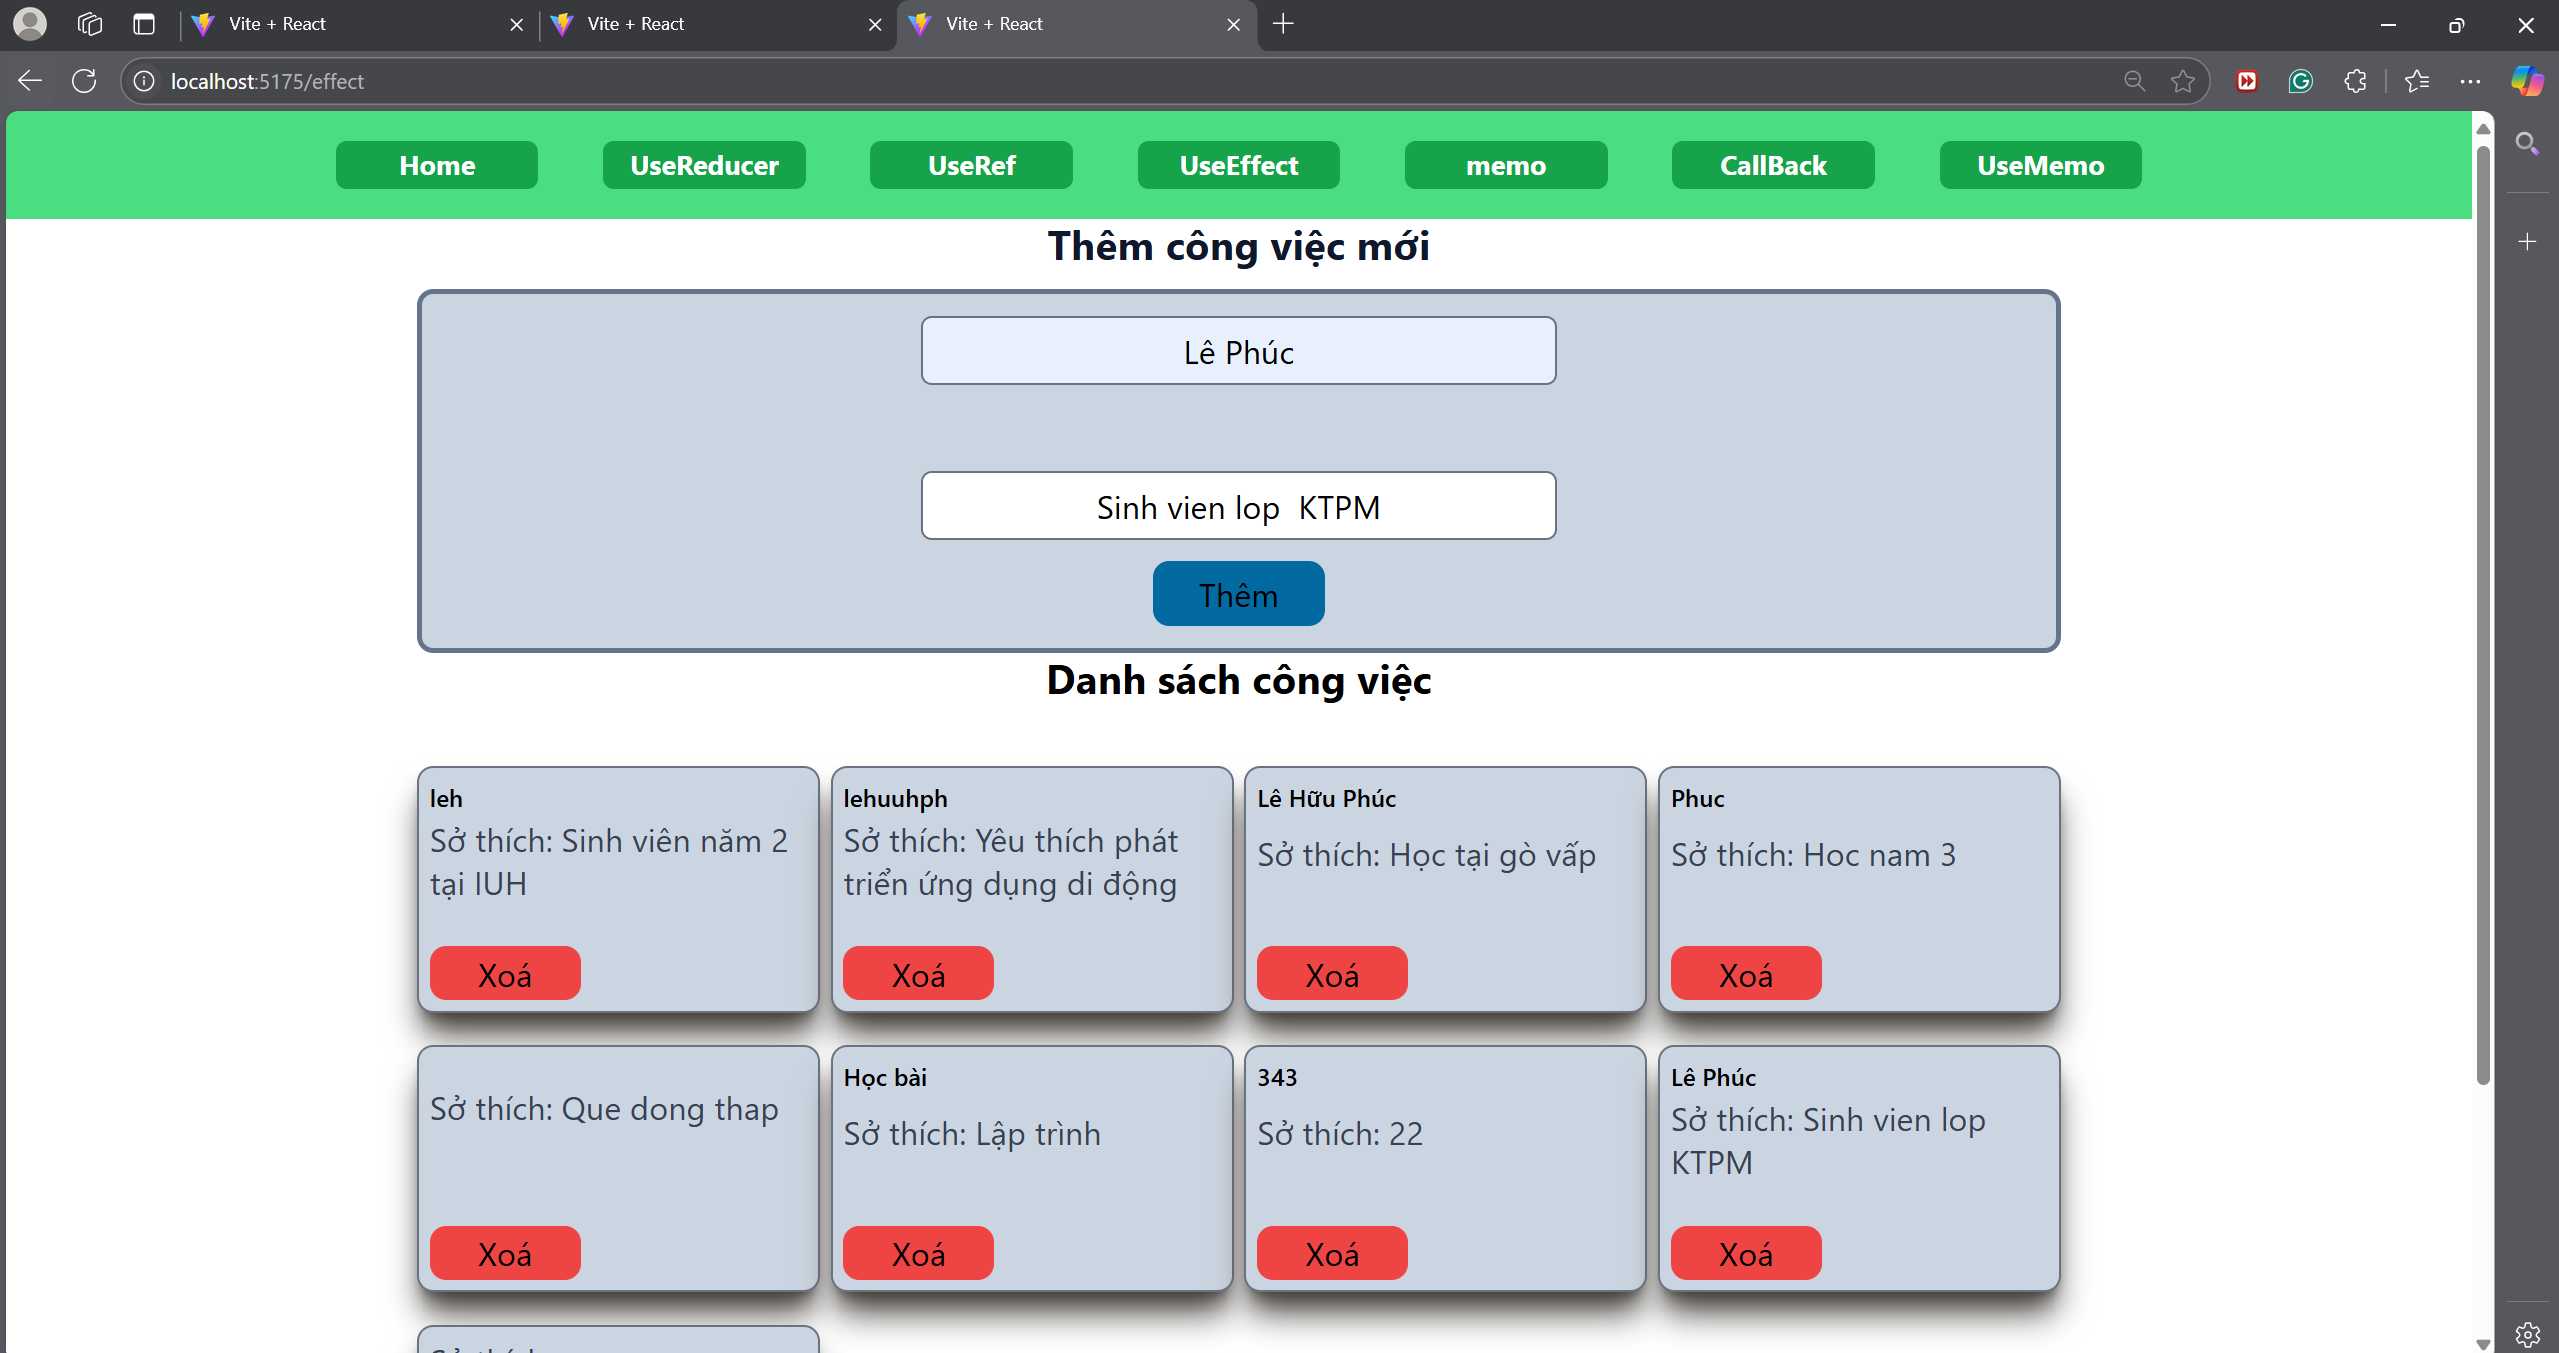 Vite + React
Vite + React
Vite + React
localhost:5175/effect
Home
UseReducer
UseRef
UseEffect
memo
CallBack
UseMemo
Thêm công việc mới
Lê Phúc
Sinh vien lop  KTPM
Thêm
Danh sách công việc
leh
Sở thích: Sinh viên năm 2
tại IUH
Xoá
lehuuhph
Sở thích: Yêu thích phát
triển ứng dụng di động
Xoá
Lê Hữu Phúc
Sở thích: Học tại gò vấp
Xoá
Phuc
Sở thích: Hoc nam 3
Xoá
Sở thích: Que dong thap
Xoá
Học bài
Sở thích: Lập trình
Xoá
343
Sở thích: 22
Xoá
Lê Phúc
Sở thích: Sinh vien lop
KTPM
Xoá